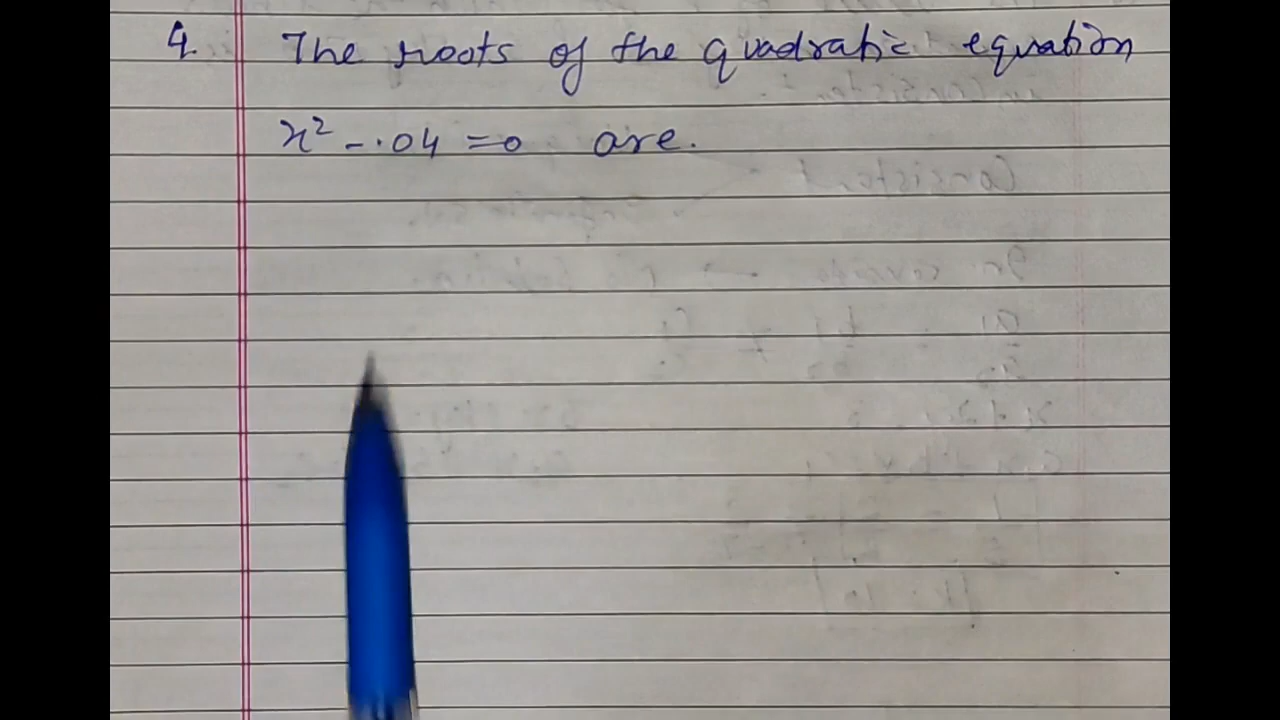 4. The roots of the quadratic equation
x² - .04 = 0 are.